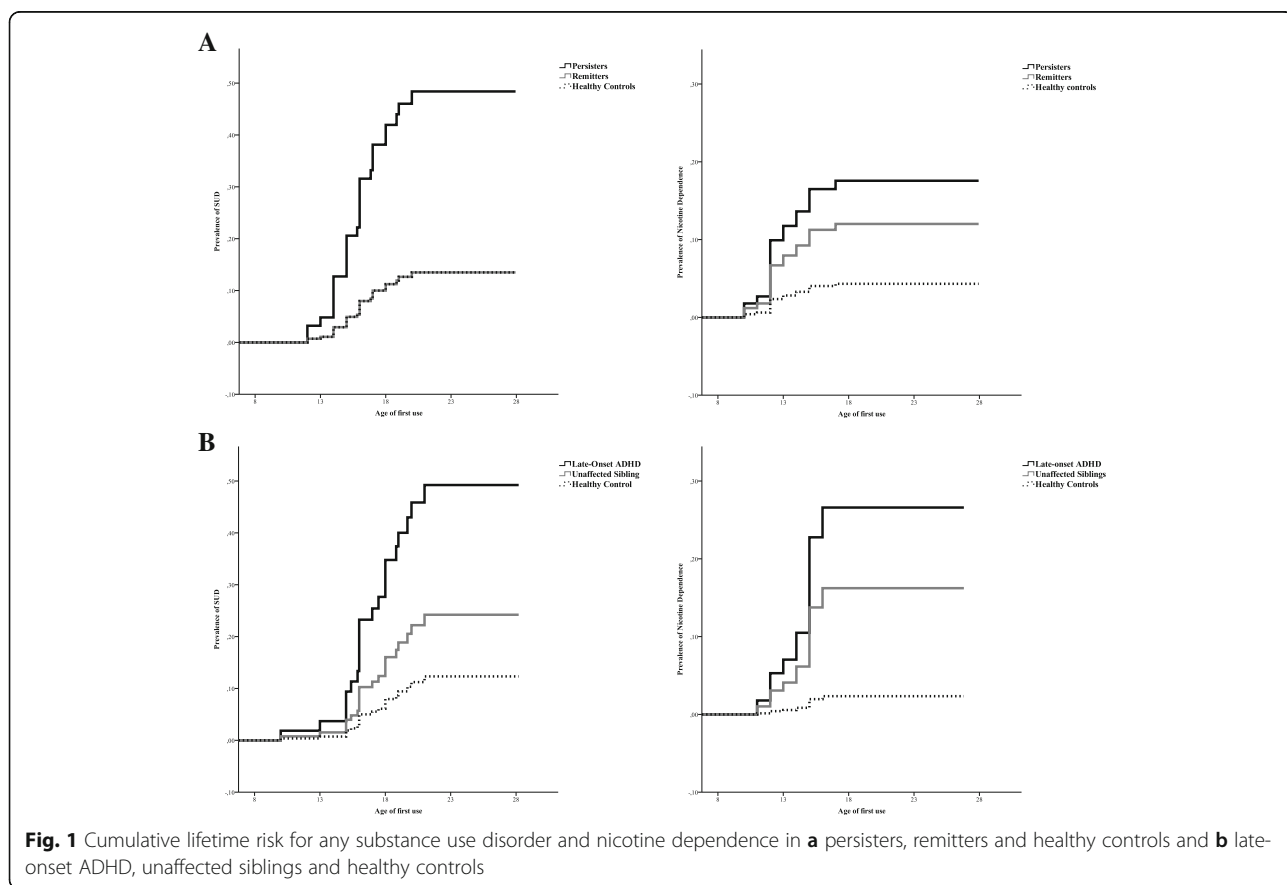 A
Persisters
Remitters
Healthy Controls
,50
,40
,30
,20
,10
,00
-,10
Prevalence of SUD
8 13 18 23 28
Age of first use
Persisters
Remitters
Healthy controls
,30
,20
,10
,00
-,10
Prevalence of Nicotine Dependence
8 13 18 23 28
Age of first use
B
Late-Onset ADHD
Unaffected Sibling
Healthy Control
,50
,40
,30
,20
,10
,00
-,10
Prevalence of SUD
8 13 18 23 28
Age of first use
Late-onset ADHD
Unaffected Siblings
Healthy Controls
,30
,20
,10
,00
-,10
Prevalence of Nicotine Dependence
8 13 18 23 28
Age of first use
Fig. 1 Cumulative lifetime risk for any substance use disorder and nicotine dependence in a persisters, remitters and healthy controls and b late-
onset ADHD, unaffected siblings and healthy controls